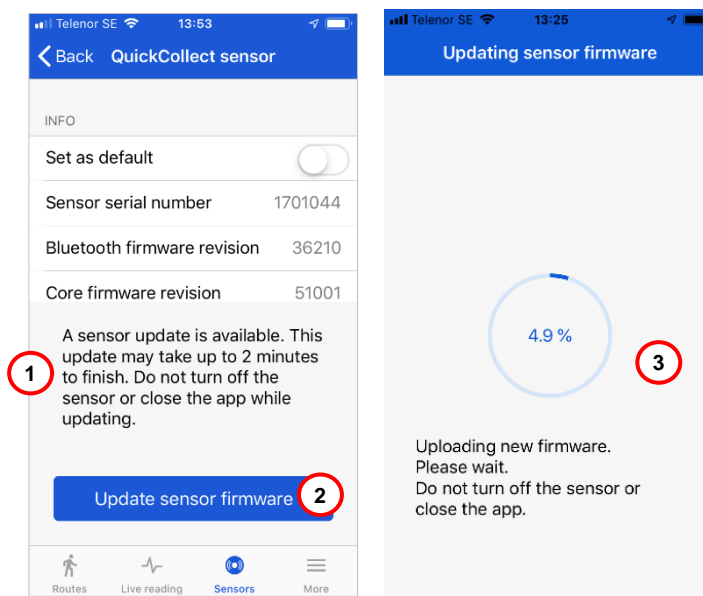 Telenor SE 13:53
Back QuickCollect sensor
INFO
Set as default
Sensor serial number 1701044
Bluetooth firmware revision 36210
Core firmware revision 51001
A sensor update is available. This
update may take up to 2 minutes
to finish. Do not turn off the
sensor or close the app while
updating.
1
Update sensor firmware
2
Routes Live reading Sensors More
Telenor SE 13:25
Updating sensor firmware
4.9 %
3
Uploading new firmware.
Please wait.
Do not turn off the sensor or
close the app.